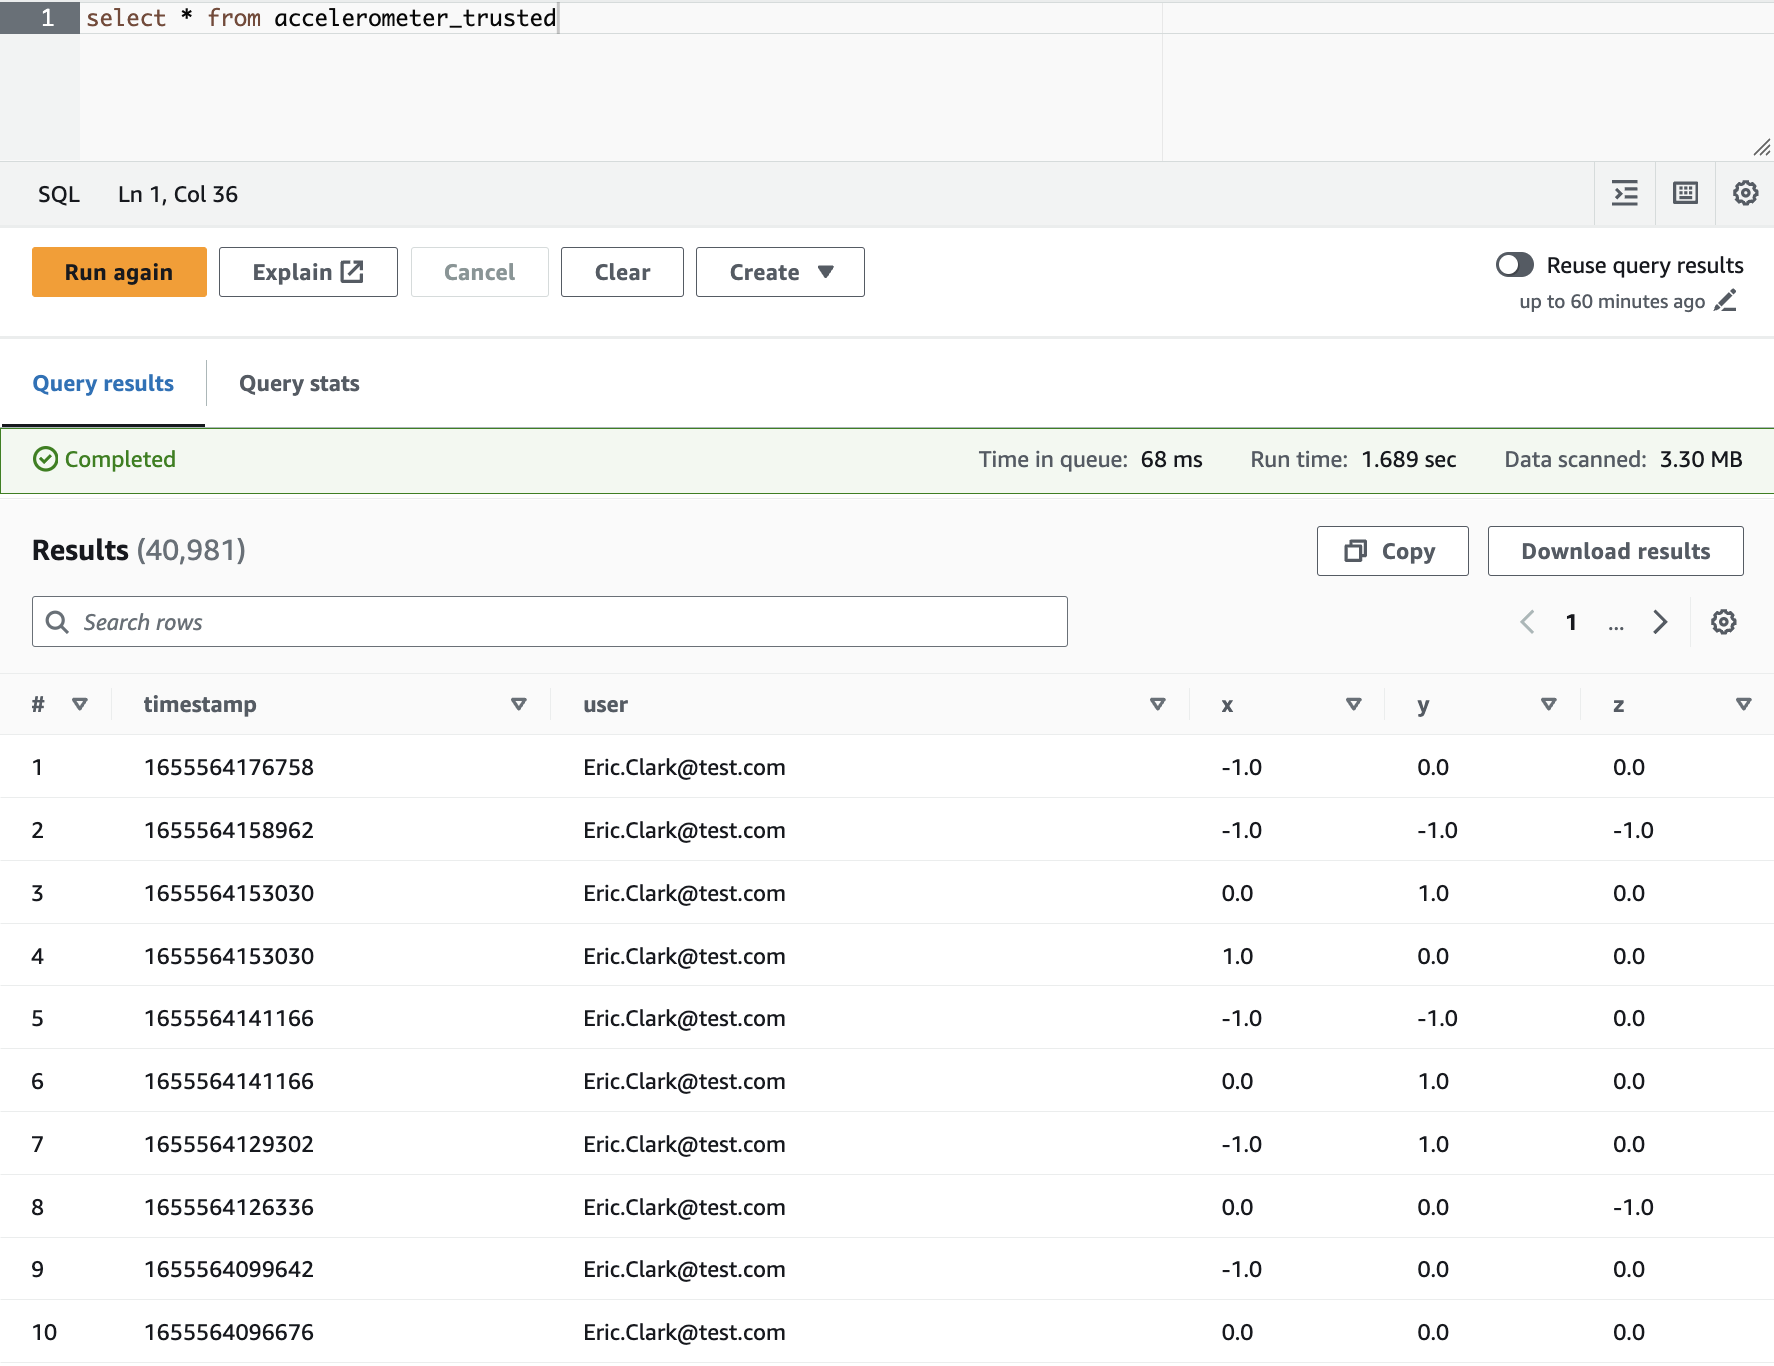 1 select * from accelerometer_trusted
SQL Ln 1, Col 36
Run again Explain Cancel Clear Create Reuse query results
up to 60 minutes ago
Query results Query stats
Completed Time in queue: 68 ms Run time: 1.689 sec Data scanned: 3.30 MB
Results (40,981) Copy Download results
Search rows 1 ...
# timestamp user x y z
1 1655564176758 Eric.Clark@test.com -1.0 0.0 0.0
2 1655564158962 Eric.Clark@test.com -1.0 -1.0 -1.0
3 1655564153030 Eric.Clark@test.com 0.0 1.0 0.0
4 1655564153030 Eric.Clark@test.com 1.0 0.0 0.0
5 1655564141166 Eric.Clark@test.com -1.0 -1.0 0.0
6 1655564141166 Eric.Clark@test.com 0.0 1.0 0.0
7 1655564129302 Eric.Clark@test.com -1.0 1.0 0.0
8 1655564126336 Eric.Clark@test.com 0.0 0.0 -1.0
9 1655564099642 Eric.Clark@test.com -1.0 0.0 0.0
10 1655564096676 Eric.Clark@test.com 0.0 0.0 0.0